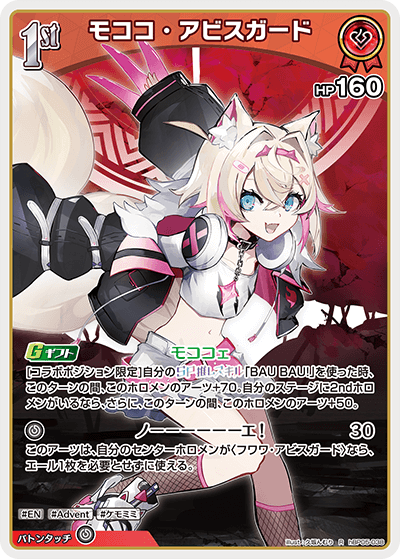 1st
モココ・アビスガード
HP160
Gギフト モココェ
[コラボポジション限定]自分のSP推しスキル「BAU BAU!」を使った時、
このターンの間、このホロメンのアーツ+70。自分のステージに2ndホロ
メンがいるなら、さらに、このターンの間、このホロメンのアーツ+50。
ノーーーーーーエ! 30
このアーツは、自分のセンターホロメンが〈フワワ・アビスガード〉なら、
エール1枚を必要とせずに使える。
#EN #Advent #ケモミミ
バトンタッチ
R hBP05-038